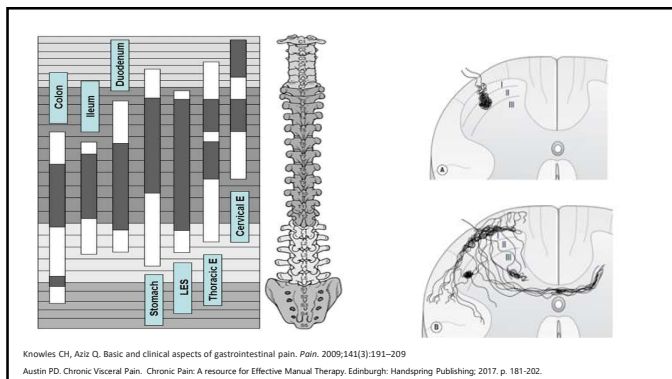 Colon
Ileum
Duodenum
Stomach
LES
Thoracic E
Cervical E
I
II
III
A
II
III
B
Knowles CH, Aziz Q. Basic and clinical aspects of gastrointestinal pain. Pain. 2009;141(3):191–209
Austin PD. Chronic Visceral Pain. Chronic Pain: A resource for Effective Manual Therapy. Edinburgh: Handspring Publishing; 2017. p. 181-202.